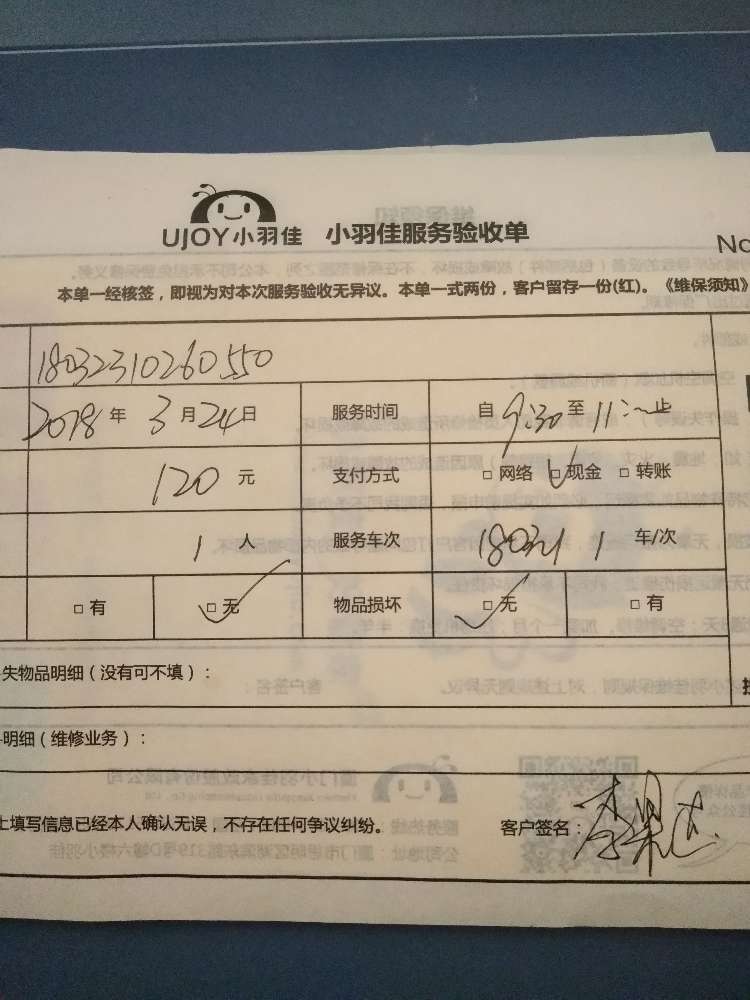 UJOY小羽佳 小羽佳服务验收单
No
本单一经核签，即视为对本次服务验收无异议。本单一式两份，客户留存一份(红)。《维保须知》
18032310260550
2018年3月24日 服务时间 自9:30至11:一止
120元 支付方式 □网络 □现金 □转账
1人 服务车次 1 车/次
□有 □无 物品损坏 □无 □有
失物品明细（没有可不填）：
明细（维修业务）：
上填写信息已经本人确认无误，不存在任何争议纠纷。 客户签名：